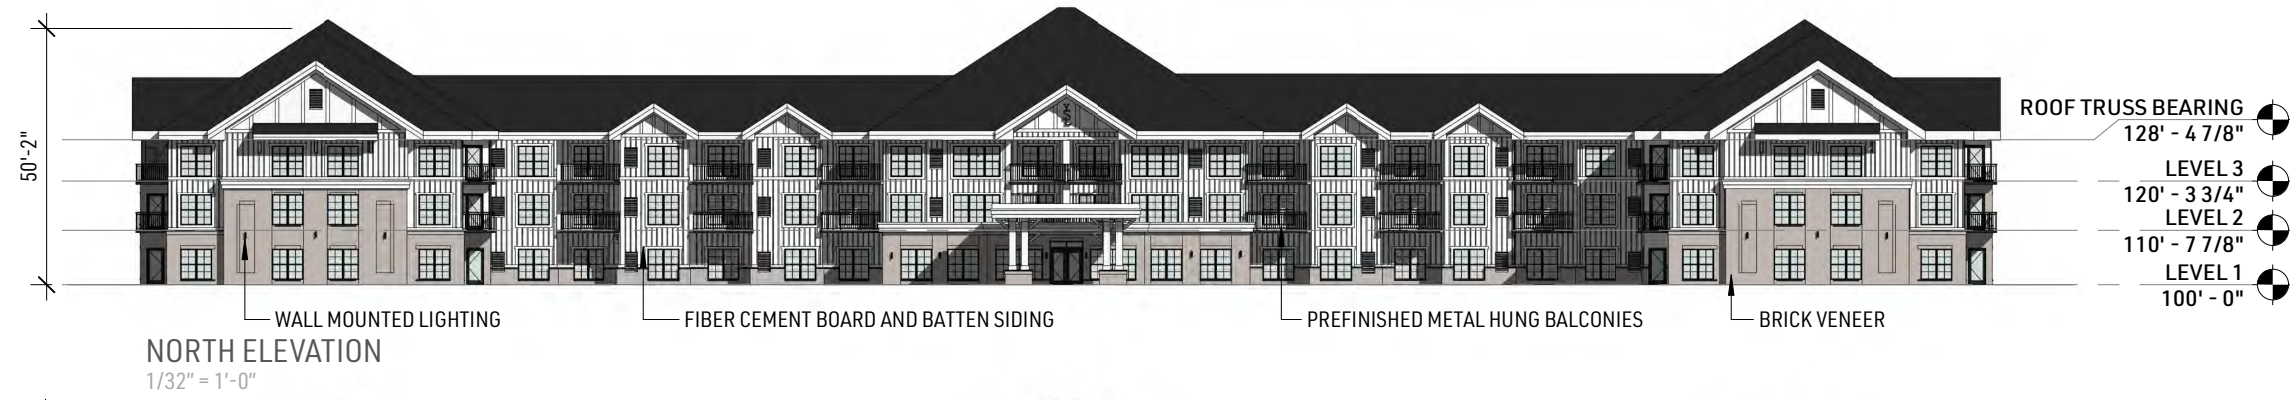 50'-2"
ROOF TRUSS BEARING
128' - 4 7/8"
LEVEL 3
120' - 3 3/4"
LEVEL 2
110' - 7 7/8"
LEVEL 1
100' - 0"
WALL MOUNTED LIGHTING
FIBER CEMENT BOARD AND BATTEN SIDING
PREFINISHED METAL HUNG BALCONIES
BRICK VENEER
NORTH ELEVATION
1/32" = 1'-0"